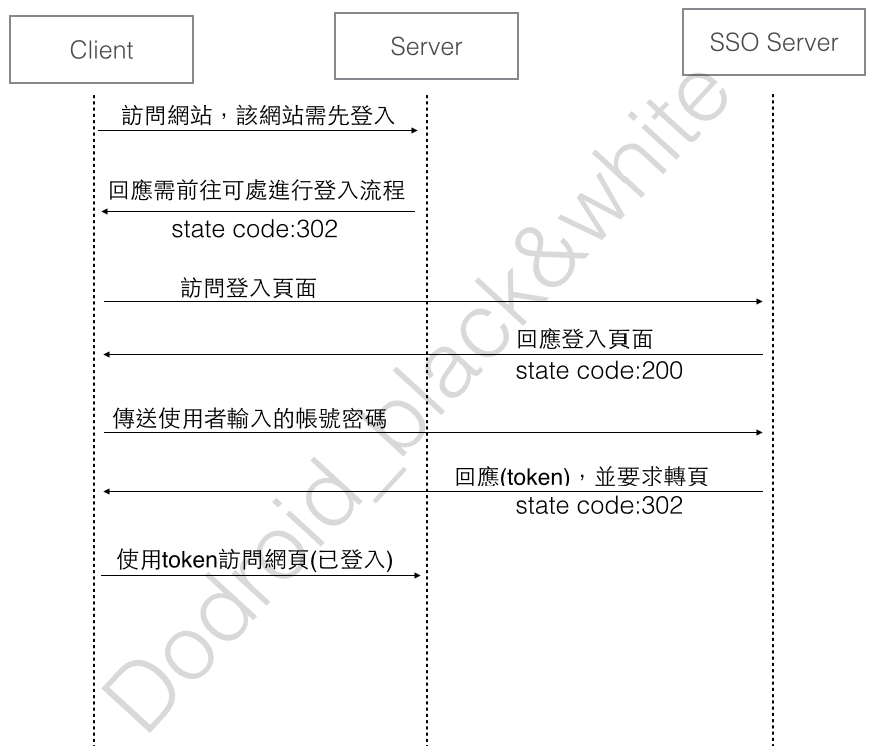 Client
Server
SSO Server
訪問網站，該網站需先登入
回應需前往可處進行登入流程
state code:302
訪問登入頁面
回應登入頁面
state code:200
傳送使用者輸入的帳號密碼
回應(token)，並要求轉頁
state code:302
使用token訪問網頁(已登入)
Dodroid_black&white